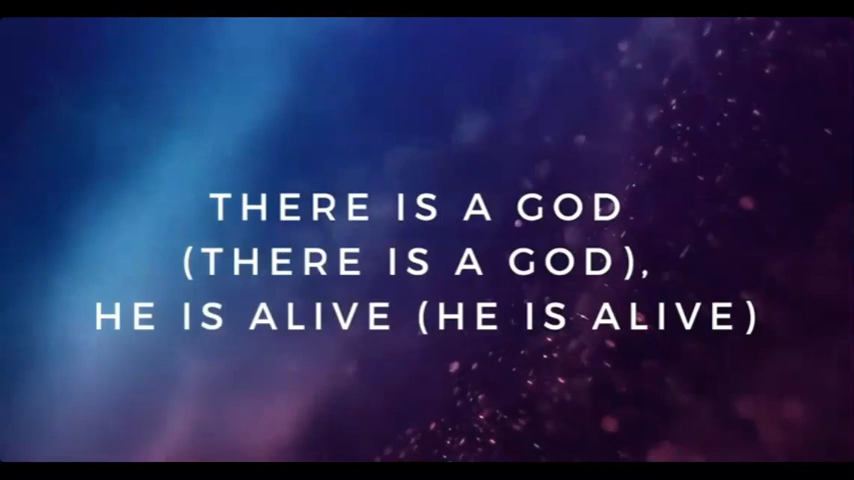 THERE IS A GOD
(THERE IS A GOD),
HE IS ALIVE (HE IS ALIVE)